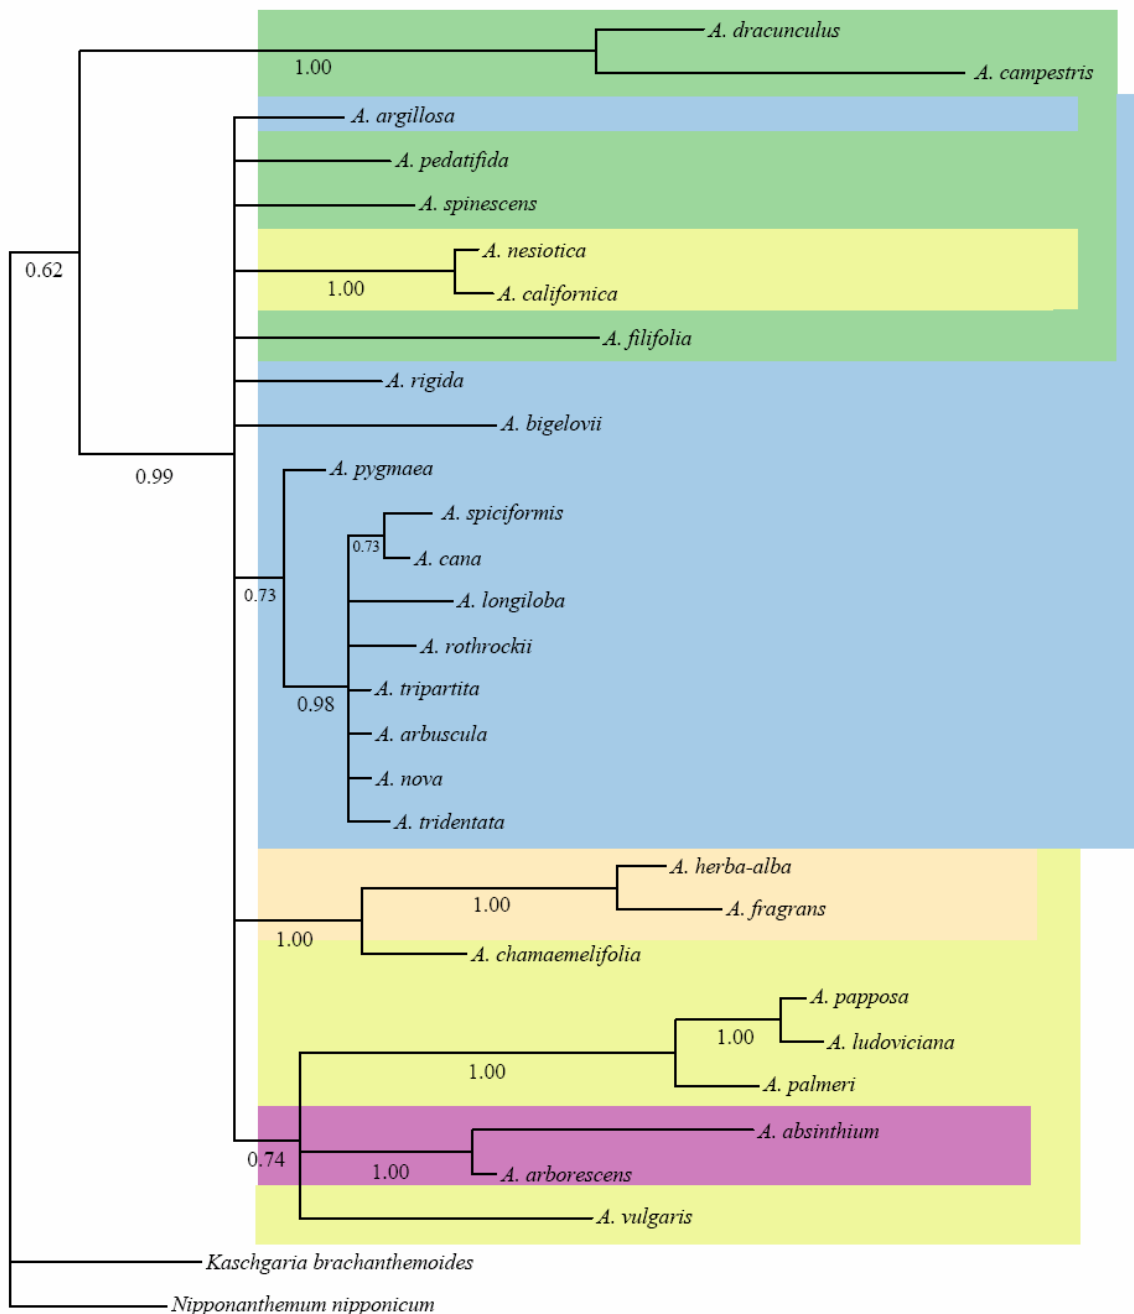 A. dracunculus
1.00
A. campestris
A. argillosa
A. pedatifida
A. spinescens
A. nesiotica
0.62
1.00
A. californica
A. filifolia
A. rigida
A. bigelovii
0.99
A. pygmaea
A. spiciformis
0.73
A. cana
0.73
A. longiloba
A. rothrockii
0.98
A. tripartita
A. arbuscula
A. nova
A. tridentata
A. herba-alba
1.00
A. fragrans
1.00
A. chamaemelifolia
A. papposa
1.00
A. ludoviciana
1.00
A. palmeri
A. absinthium
0.74
1.00
A. arborescens
A. vulgaris
Kaschgaria brachanthemoides
Nipponanthemum nipponicum